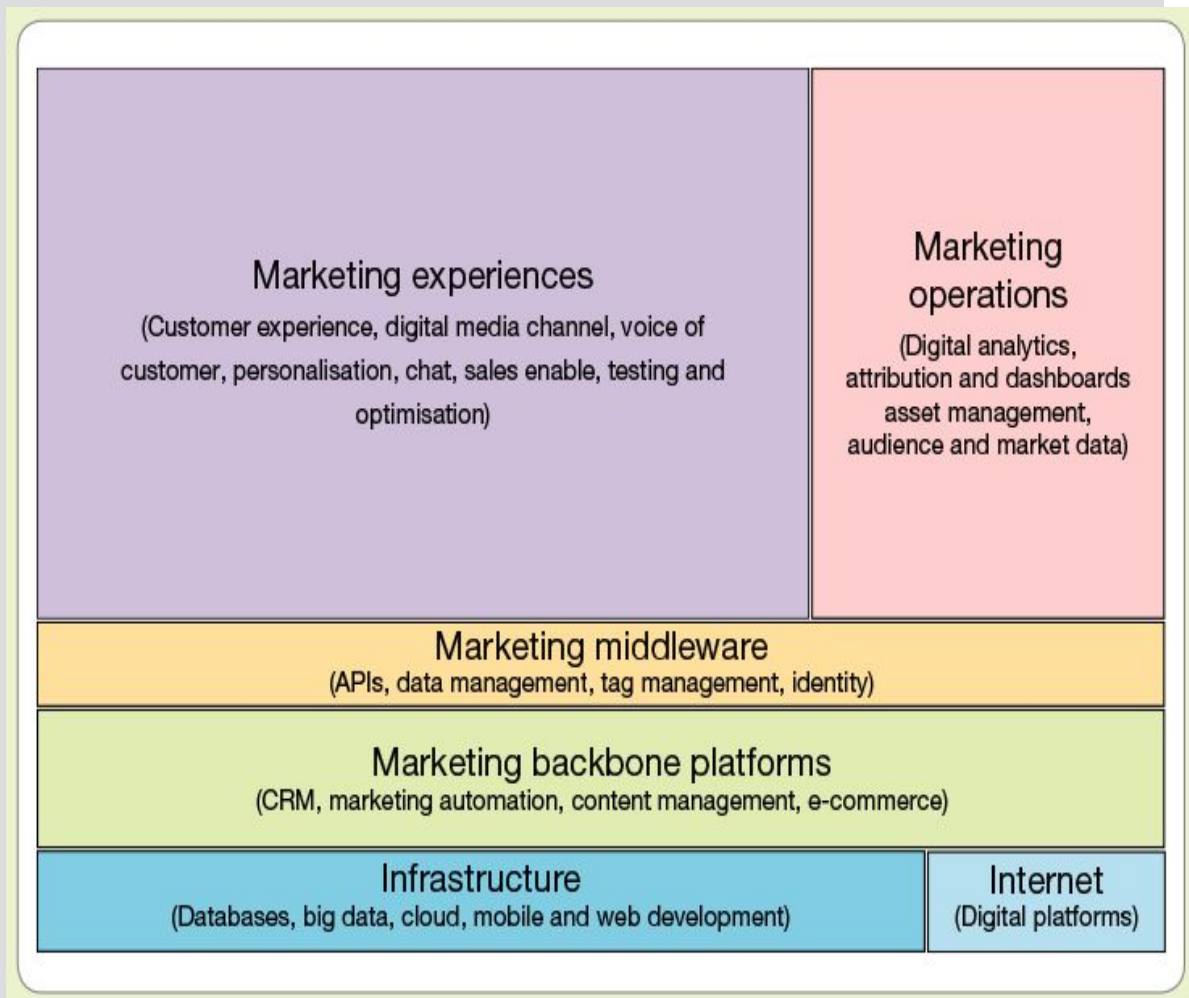 Marketing experiences
(Customer experience, digital media channel, voice of
customer, personalisation, chat, sales enable, testing and
optimisation)
Marketing
operations
(Digital analytics,
attribution and dashboards
asset management,
audience and market data)
Marketing middleware
(APIs, data management, tag management, identity)
Marketing backbone platforms
(CRM, marketing automation, content management, e-commerce)
Infrastructure
(Databases, big data, cloud, mobile and web development)
Internet
(Digital platforms)